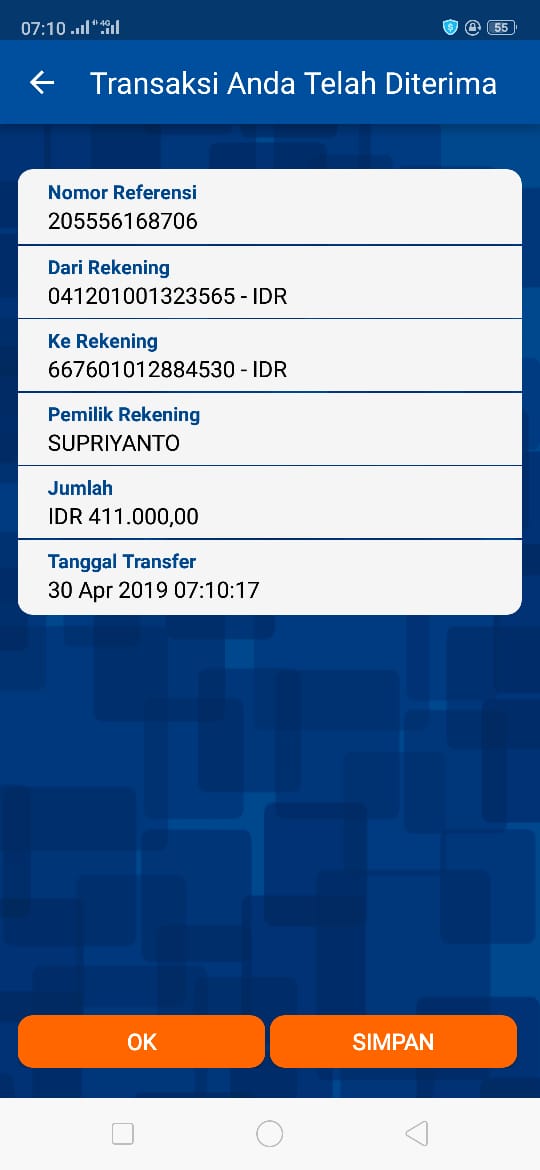 07:10 4G 55
Transaksi Anda Telah Diterima
Nomor Referensi
205556168706
Dari Rekening
041201001323565 - IDR
Ke Rekening
667601012884530 - IDR
Pemilik Rekening
SUPRIYANTO
Jumlah
IDR 411.000,00
Tanggal Transfer
30 Apr 2019 07:10:17
OK SIMPAN